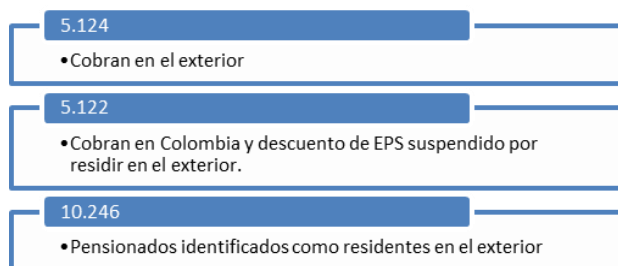 5.124
•Cobran en el exterior
5.122
•Cobran en Colombia y descuento de EPS suspendido por
residir en el exterior.
10.246
•Pensionados identificados como residentes en el exterior